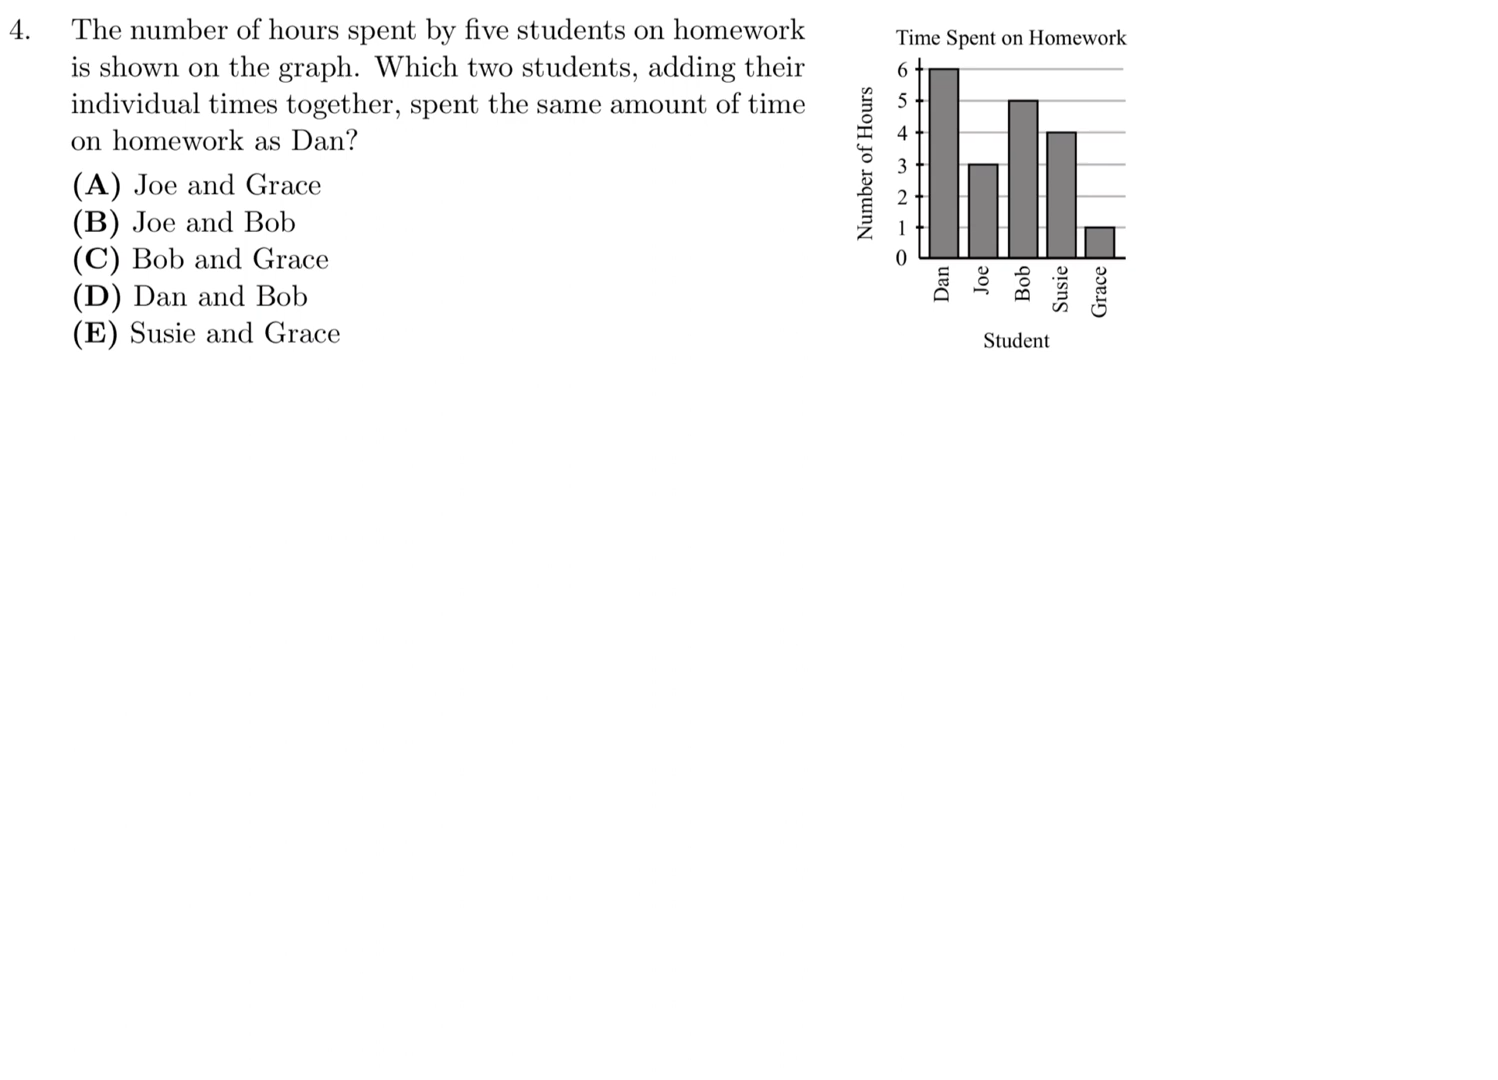 4. The number of hours spent by five students on homework
is shown on the graph. Which two students, adding their
individual times together, spent the same amount of time
on homework as Dan?
(A) Joe and Grace
(B) Joe and Bob
(C) Bob and Grace
(D) Dan and Bob
(E) Susie and Grace
Time Spent on Homework
Number of Hours
6
5
4
3
2
1
0
Dan
Joe
Bob
Susie
Grace
Student